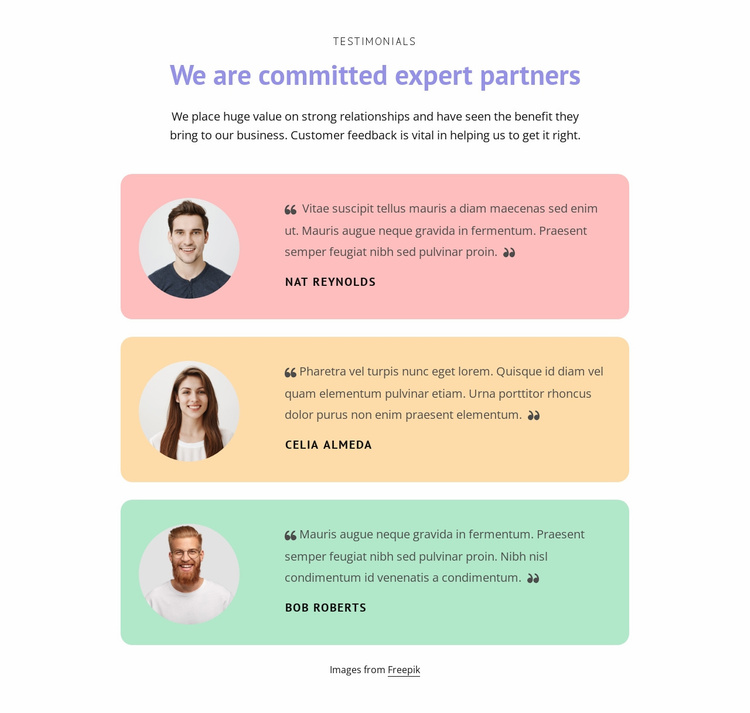 TESTIMONIALS
We are committed expert partners
We place huge value on strong relationships and have seen the benefit they
bring to our business. Customer feedback is vital in helping us to get it right.
❝ Vitae suscipit tellus mauris a diam maecenas sed enim
ut. Mauris augue neque gravida in fermentum. Praesent
semper feugiat nibh sed pulvinar proin. ❞
NAT REYNOLDS
❝ Pharetra vel turpis nunc eget lorem. Quisque id diam vel
quam elementum pulvinar etiam. Urna porttitor rhoncus
dolor purus non enim praesent elementum. ❞
CELIA ALMEDA
❝ Mauris augue neque gravida in fermentum. Praesent
semper feugiat nibh sed pulvinar proin. Nibh nisl
condimentum id venenatis a condimentum. ❞
BOB ROBERTS
Images from Freepik